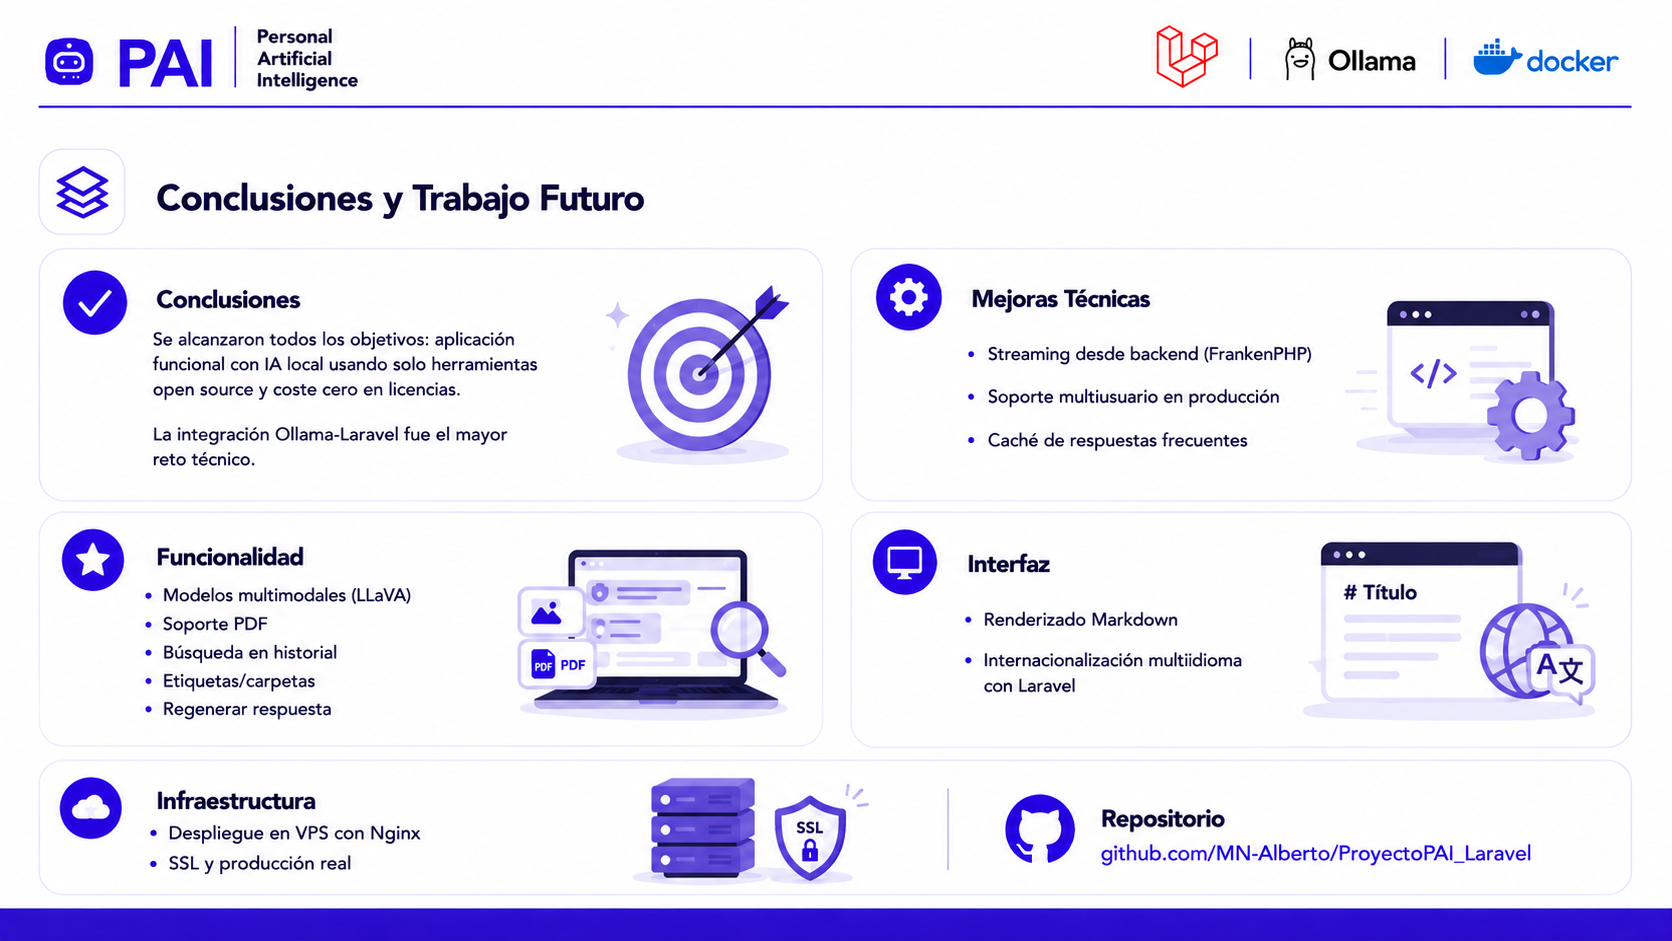 PAI
Personal
Artificial
Intelligence
Ollama
docker
Conclusiones y Trabajo Futuro
Conclusiones
Se alcanzaron todos los objetivos: aplicación
funcional con IA local usando solo herramientas
open source y coste cero en licencias.
La integración Ollama-Laravel fue el mayor
reto técnico.
Mejoras Técnicas
</>
• Streaming desde backend (FrankenPHP)
• Soporte multiusuario en producción
• Caché de respuestas frecuentes
Funcionalidad
• Modelos multimodales (LLaVA)
• Soporte PDF
• Búsqueda en historial
• Etiquetas/carpetas
• Regenerar respuesta
PDF PDF
Interfaz
• Renderizado Markdown
• Internacionalización multiidioma
con Laravel
# Título
A文
Infraestructura
• Despliegue en VPS con Nginx
• SSL y producción real
SSL
Repositorio
github.com/MN-Alberto/ProyectoPAI_Laravel